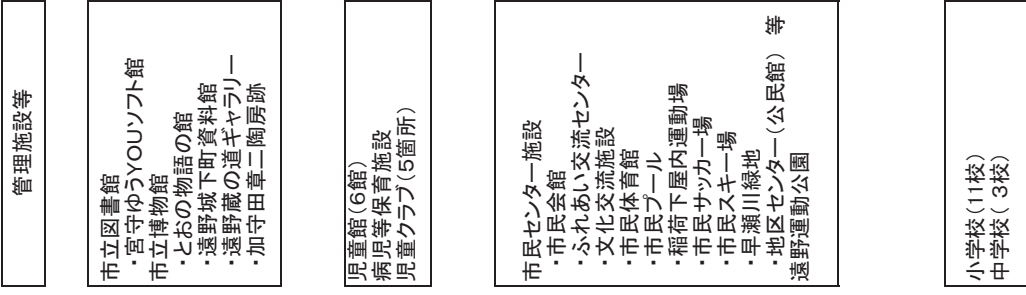 管理施設等
市立図書館
・宮守ゆうYOUソフト館
市立博物館
・とおの物語の館
・遠野城下町資料館
・遠野蔵の道ギャラリー
・加守田章二陶房跡
児童館(6館)
病児等保育施設
児童クラブ(5箇所)
市民センター施設
・市民会館
・ふれあい交流センター
・文化交流施設
・市民体育館
・市民プール
・稲荷下屋内運動場
・市民サッカー場
・市民スキー場
・早瀬川緑地
・地区センター(公民館) 等
遠野運動公園
小学校(11校)
中学校( 3校)